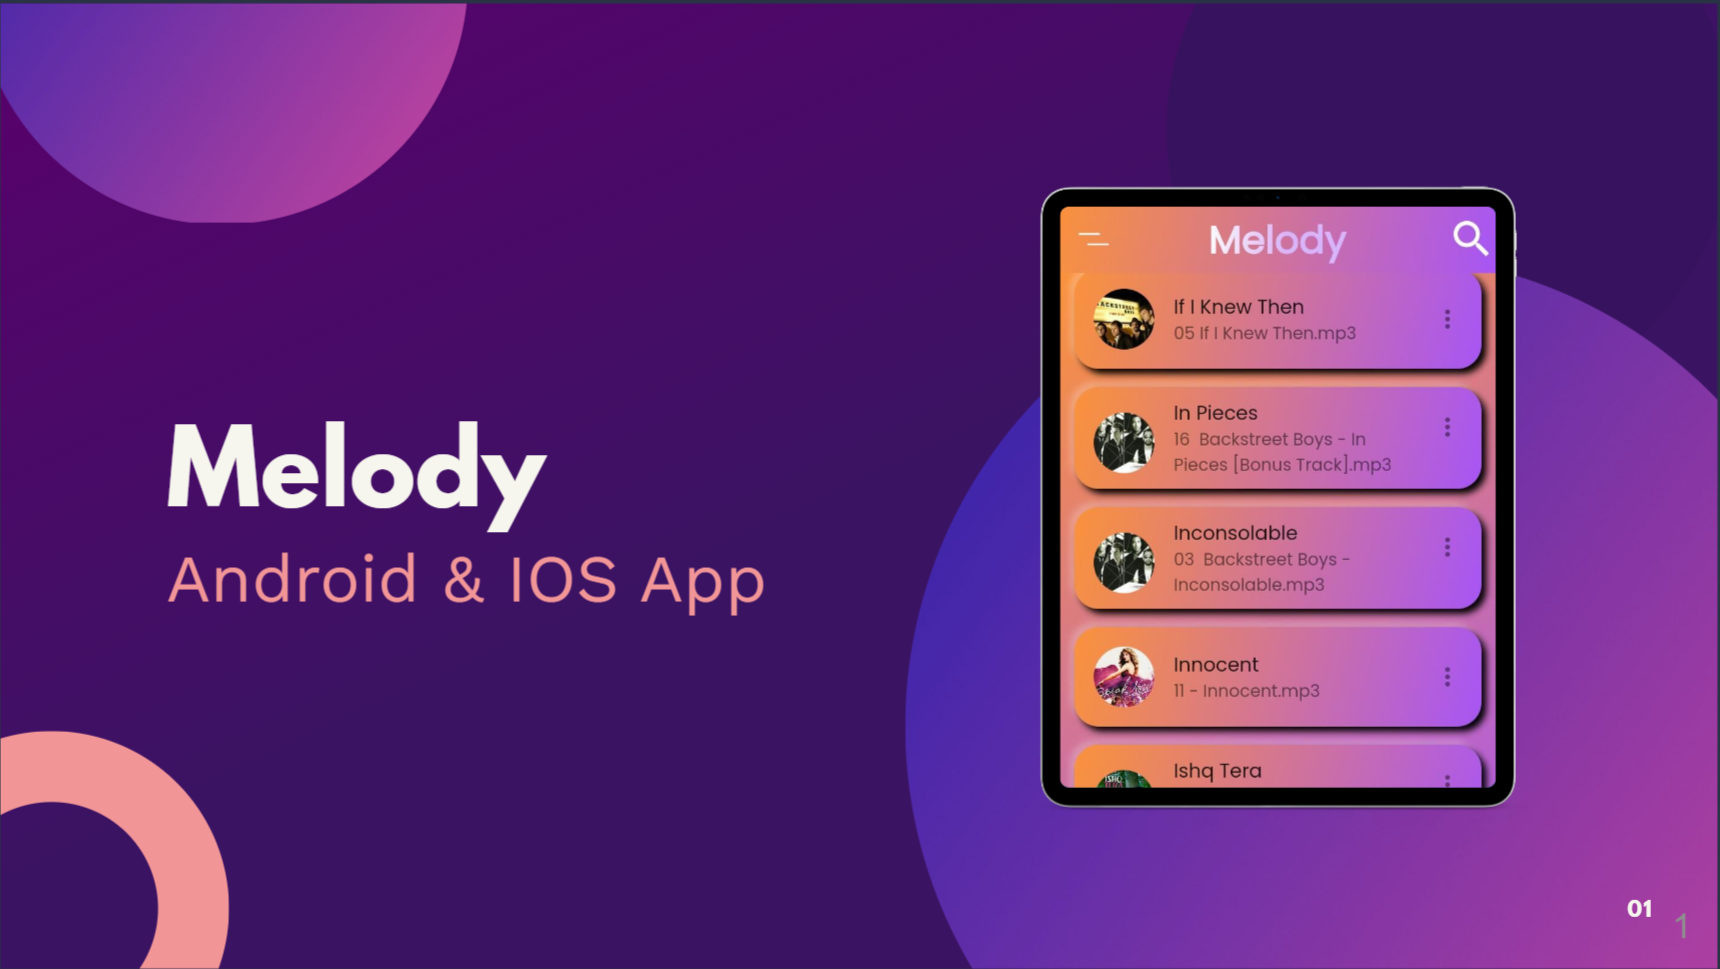 Melody
Android & IOS App
Melody
If I Knew Then
05 If I Knew Then.mp3
In Pieces
16 Backstreet Boys - In
Pieces [Bonus Track].mp3
Inconsolable
03 Backstreet Boys -
Inconsolable.mp3
Innocent
11 - Innocent.mp3
Ishq Tera
01
1